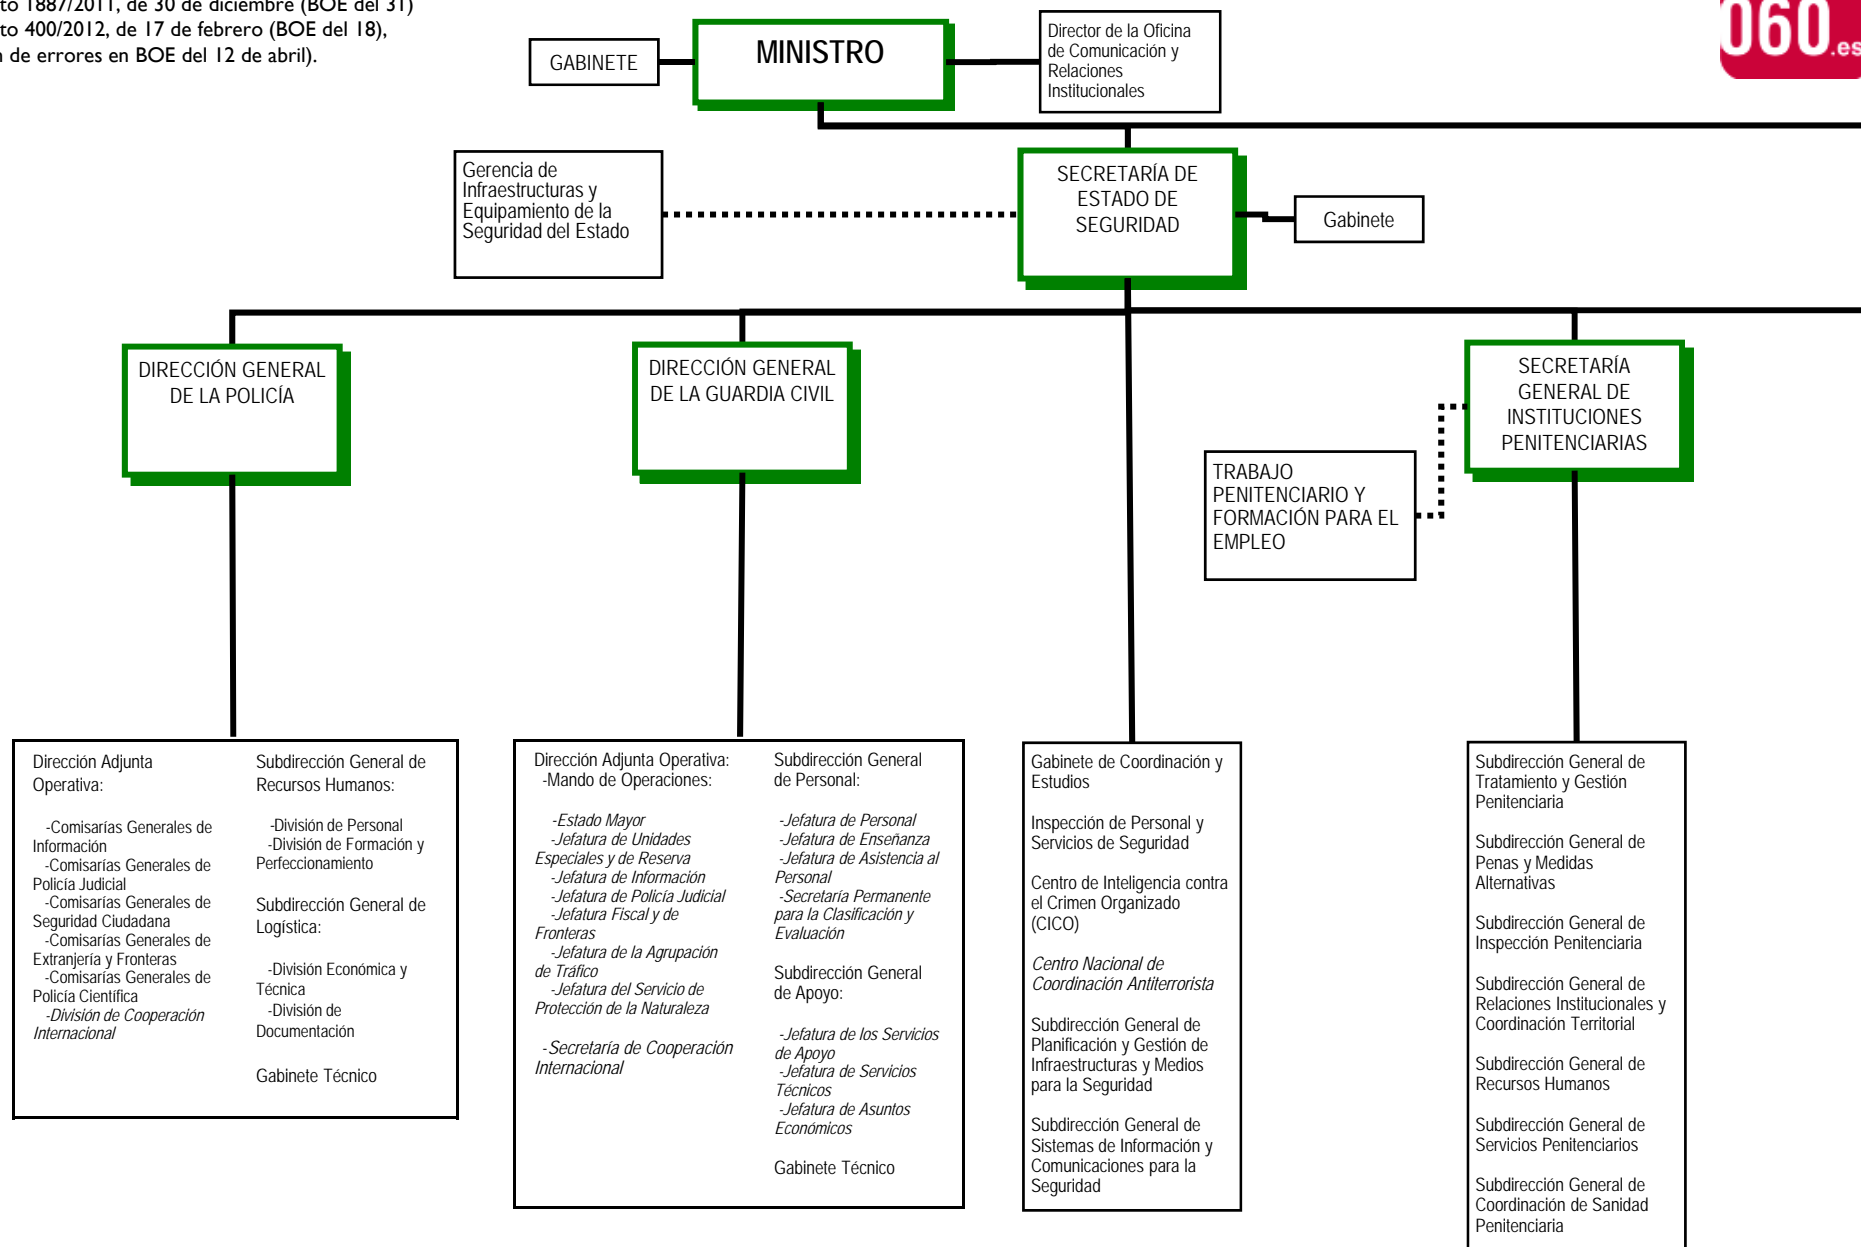 to 1887/2011, de 30 de diciembre (BOE del 31)
to 400/2012, de 17 de febrero (BOE del 18),
n de errores en BOE del 12 de abril).
060.es
GABINETE
MINISTRO
Director de la Oficina
de Comunicación y
Relaciones
Institucionales
Gerencia de
Infraestructuras y
Equipamiento de la
Seguridad del Estado
SECRETARÍA DE
ESTADO DE
SEGURIDAD
Gabinete
DIRECCIÓN GENERAL
DE LA POLICÍA
DIRECCIÓN GENERAL
DE LA GUARDIA CIVIL
SECRETARÍA
GENERAL DE
INSTITUCIONES
PENITENCIARIAS
TRABAJO
PENITENCIARIO Y
FORMACIÓN PARA EL
EMPLEO
Dirección Adjunta
Operativa:
-Comisarías Generales de
Información
-Comisarías Generales de
Policía Judicial
-Comisarías Generales de
Seguridad Ciudadana
-Comisarías Generales de
Extranjería y Fronteras
-Comisarías Generales de
Policía Científica
-División de Cooperación
Internacional
Subdirección General de
Recursos Humanos:
-División de Personal
-División de Formación y
Perfeccionamiento
Subdirección General de
Logística:
-División Económica y
Técnica
-División de
Documentación
Gabinete Técnico
Dirección Adjunta Operativa:
-Mando de Operaciones:
-Estado Mayor
-Jefatura de Unidades
Especiales y de Reserva
-Jefatura de Información
-Jefatura de Policía Judicial
-Jefatura Fiscal y de
Fronteras
-Jefatura de la Agrupación
de Tráfico
-Jefatura del Servicio de
Protección de la Naturaleza
-Secretaría de Cooperación
Internacional
Subdirección General
de Personal:
-Jefatura de Personal
-Jefatura de Enseñanza
-Jefatura de Asistencia al
Personal
-Secretaría Permanente
para la Clasificación y
Evaluación
Subdirección General
de Apoyo:
-Jefatura de los Servicios
de Apoyo
-Jefatura de Servicios
Técnicos
-Jefatura de Asuntos
Económicos
Gabinete Técnico
Gabinete de Coordinación y
Estudios
Inspección de Personal y
Servicios de Seguridad
Centro de Inteligencia contra
el Crimen Organizado
(CICO)
Centro Nacional de
Coordinación Antiterrorista
Subdirección General de
Planificación y Gestión de
Infraestructuras y Medios
para la Seguridad
Subdirección General de
Sistemas de Información y
Comunicaciones para la
Seguridad
Subdirección General de
Tratamiento y Gestión
Penitenciaria
Subdirección General de
Penas y Medidas
Alternativas
Subdirección General de
Inspección Penitenciaria
Subdirección General de
Relaciones Institucionales y
Coordinación Territorial
Subdirección General de
Recursos Humanos
Subdirección General de
Servicios Penitenciarios
Subdirección General de
Coordinación de Sanidad
Penitenciaria